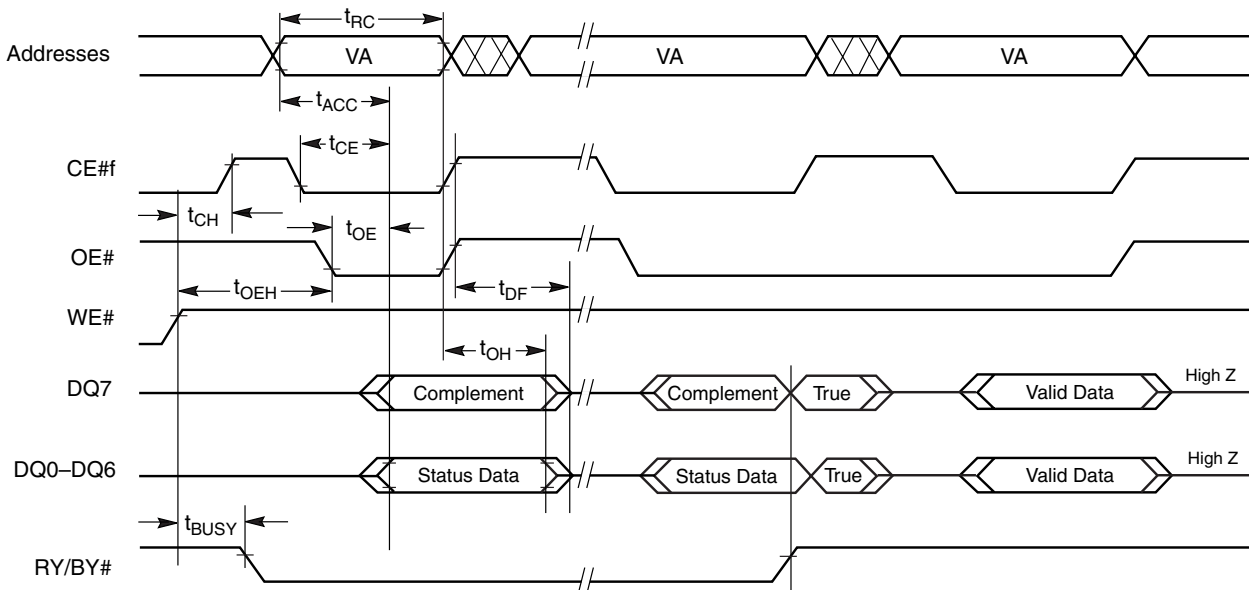 tRC
Addresses VA VA VA
tACC
tCE
CE#f
tCH
tOE
OE#
tOEH tDF
WE#
tOH
DQ7 Complement Complement True Valid Data High Z
DQ0–DQ6 Status Data Status Data True Valid Data High Z
tBUSY
RY/BY#